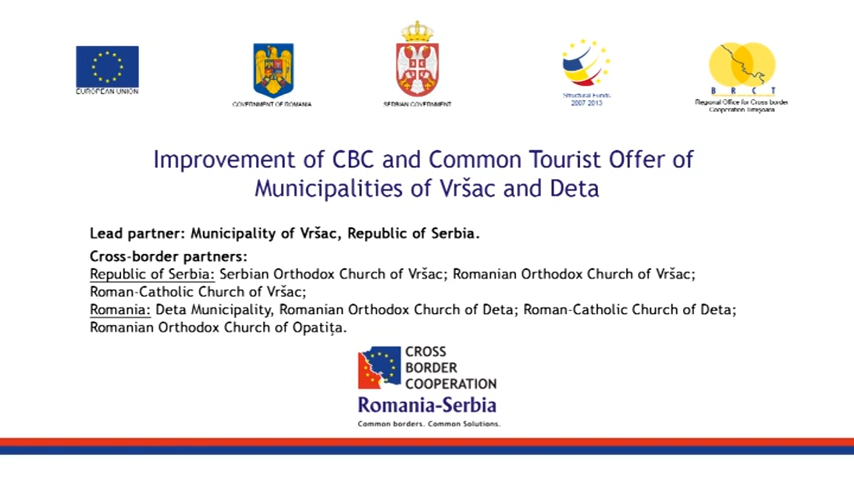 EUROPEAN UNION
GOVERNMENT OF ROMANIA
SERBIAN GOVERNMENT
Structural Funds
2007 2013
B R C T
Regional Office for Cross border
Cooperation Timișoara
Improvement of CBC and Common Tourist Offer of
Municipalities of Vršac and Deta
Lead partner: Municipality of Vršac, Republic of Serbia.
Cross-border partners:
Republic of Serbia: Serbian Orthodox Church of Vršac; Romanian Orthodox Church of Vršac;
Roman-Catholic Church of Vršac;
Romania: Deta Municipality, Romanian Orthodox Church of Deta; Roman-Catholic Church of Deta;
Romanian Orthodox Church of Opatița.
CROSS
BORDER
COOPERATION
Romania-Serbia
Common borders. Common Solutions.